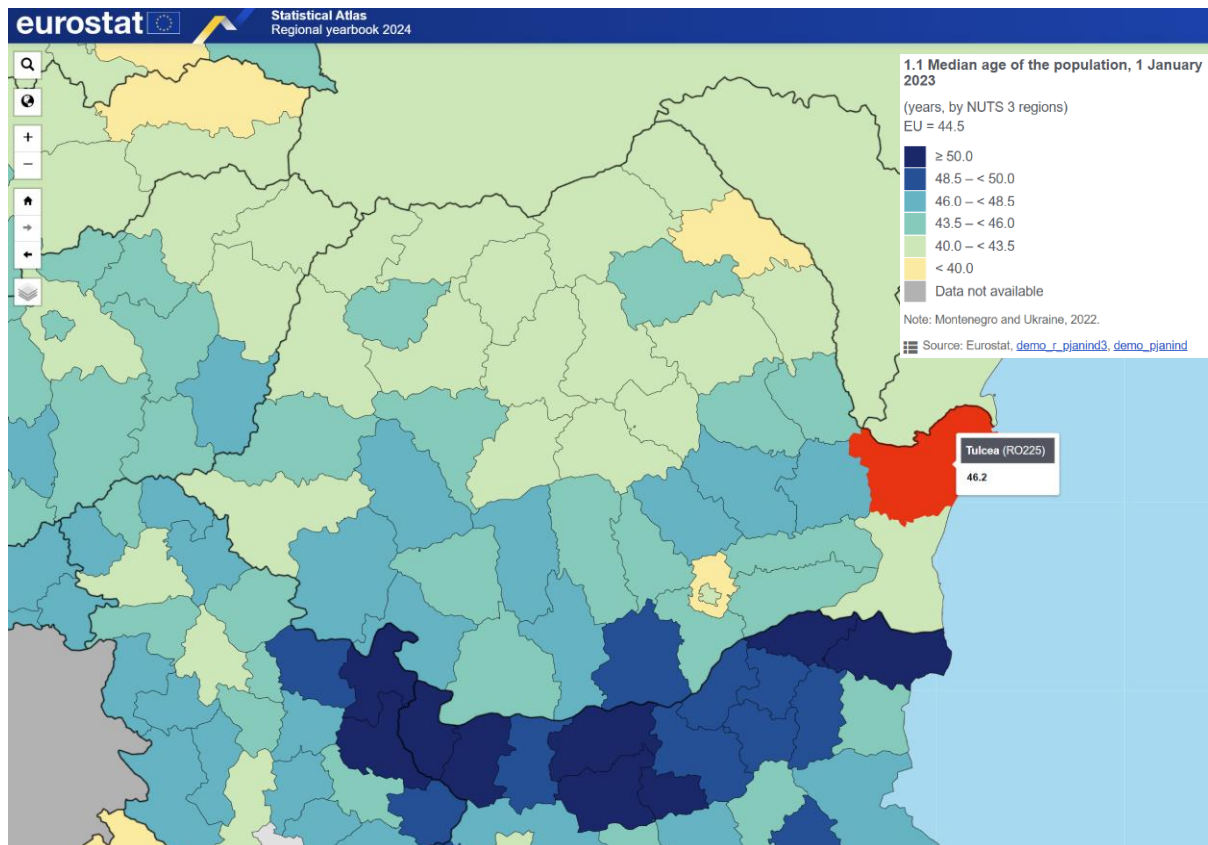 eurostat
Statistical Atlas
Regional yearbook 2024
+
−
1.1 Median age of the population, 1 January
2023
(years, by NUTS 3 regions)
EU = 44.5
≥ 50.0
48.5 – < 50.0
46.0 – < 48.5
43.5 – < 46.0
40.0 – < 43.5
< 40.0
Data not available
Note: Montenegro and Ukraine, 2022.
Source: Eurostat, demo_r_pjanind3, demo_pjanind
Tulcea (RO225)
46.2